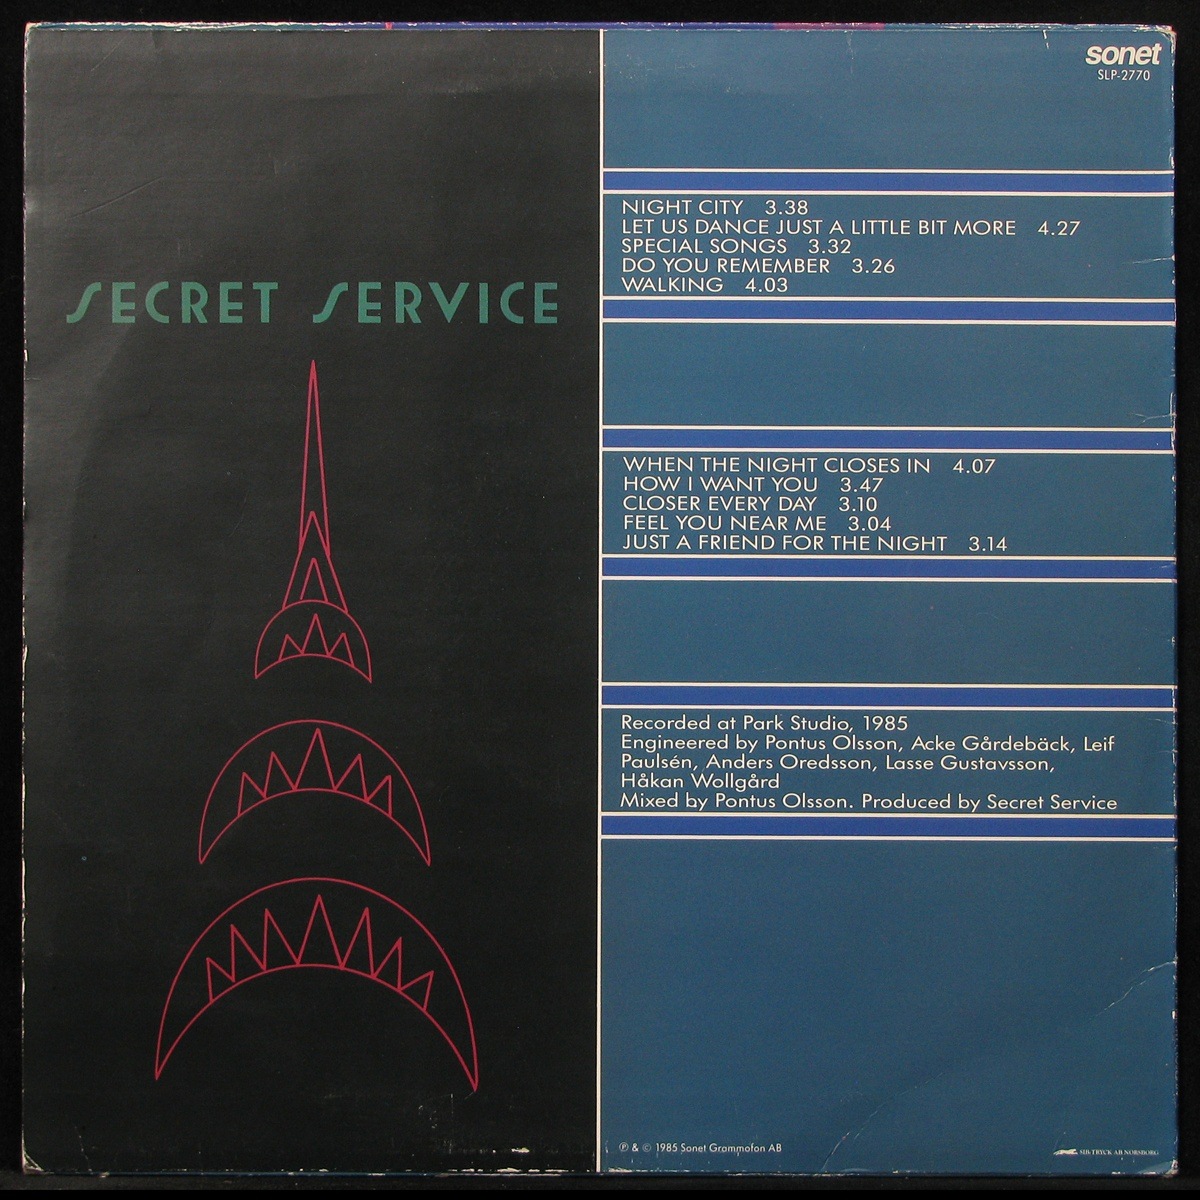 sonet
SLP-2770
SECRET SERVICE
NIGHT CITY 3.38
LET US DANCE JUST A LITTLE BIT MORE 4.27
SPECIAL SONGS 3.32
DO YOU REMEMBER 3.26
WALKING 4.03
WHEN THE NIGHT CLOSES IN 4.07
HOW I WANT YOU 3.47
CLOSER EVERY DAY 3.10
FEEL YOU NEAR ME 3.04
JUST A FRIEND FOR THE NIGHT 3.14
Recorded at Park Studio, 1985
Engineered by Pontus Olsson, Acke Gårdebäck, Leif
Paulsén, Anders Oredsson, Lasse Gustavsson,
Håkan Wollgård
Mixed by Pontus Olsson. Produced by Secret Service
℗ & © 1985 Sonet Grammofon AB
TRYCK AB NORSBORG